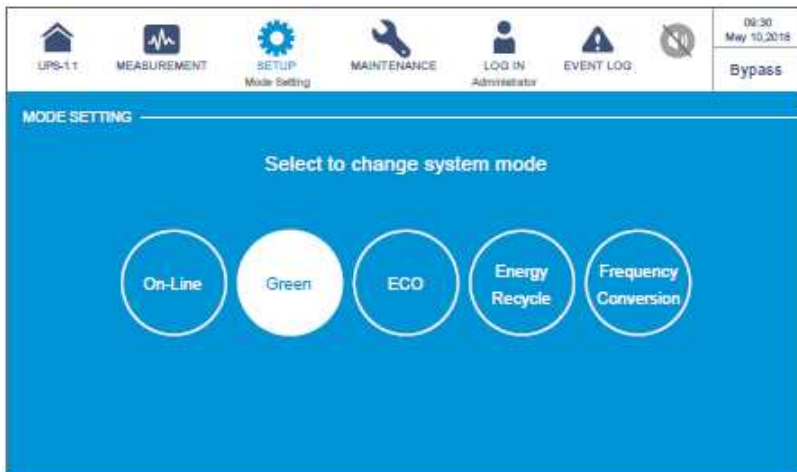 09:30
May 10,2018
UPS-1.1
MEASUREMENT
SETUP
MAINTENANCE
LOG IN
EVENT LOG
Mode Setting
Administrator
Bypass
MODE SETTING
Select to change system mode
On-Line
Green
ECO
Energy
Recycle
Frequency
Conversion